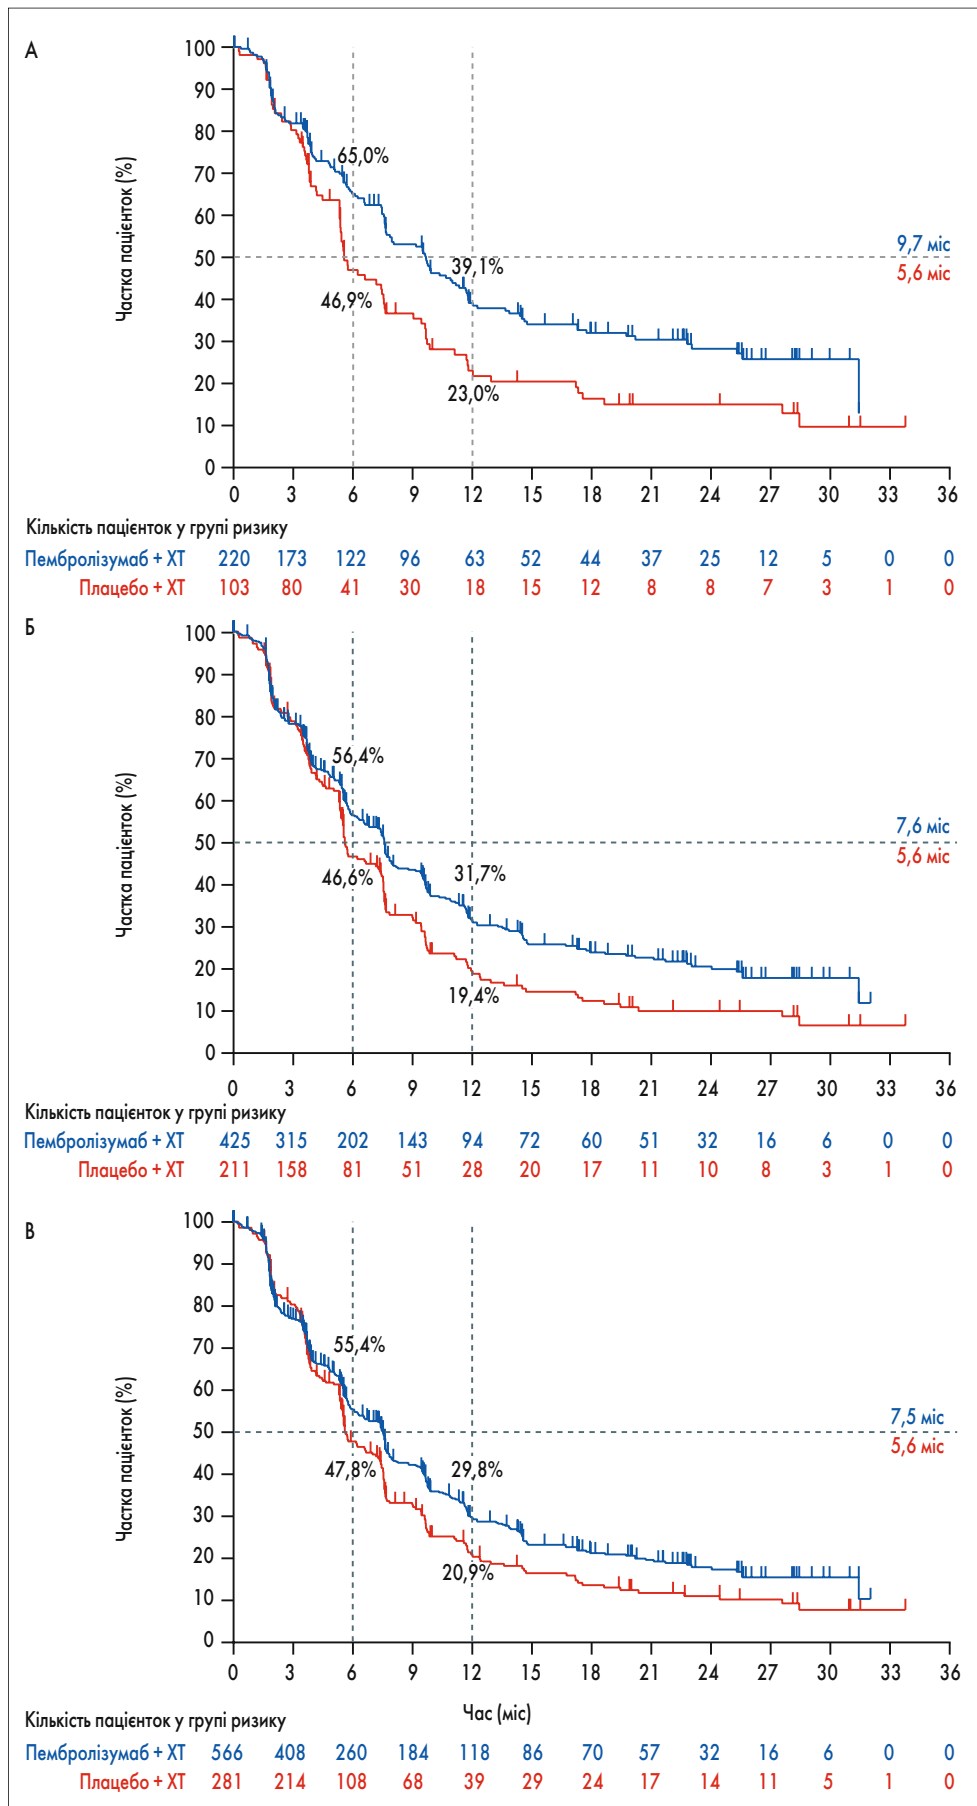 А
Частка пацієнток (%)
100
90
80
70
60
50
40
30
20
10
0
65,0%
46,9%
39,1%
23,0%
9,7 міс
5,6 міс
0 3 6 9 12 15 18 21 24 27 30 33 36
Кількість пацієнток у групі ризику
Пембролізумаб + ХТ 220 173 122 96 63 52 44 37 25 12 5 0 0
Плацебо + ХТ 103 80 41 30 18 15 12 8 8 7 3 1 0
Б
Частка пацієнток (%)
100
90
80
70
60
50
40
30
20
10
0
56,4%
46,6%
31,7%
19,4%
7,6 міс
5,6 міс
0 3 6 9 12 15 18 21 24 27 30 33 36
Кількість пацієнток у групі ризику
Пембролізумаб + ХТ 425 315 202 143 94 72 60 51 32 16 6 0 0
Плацебо + ХТ 211 158 81 51 28 20 17 11 10 8 3 1 0
В
Частка пацієнток (%)
100
90
80
70
60
50
40
30
20
10
0
55,4%
47,8%
29,8%
20,9%
7,5 міс
5,6 міс
0 3 6 9 12 15 18 21 24 27 30 33 36
Час (міс)
Кількість пацієнток у групі ризику
Пембролізумаб + ХТ 566 408 260 184 118 86 70 57 32 16 6 0 0
Плацебо + ХТ 281 214 108 68 39 29 24 17 14 11 5 1 0